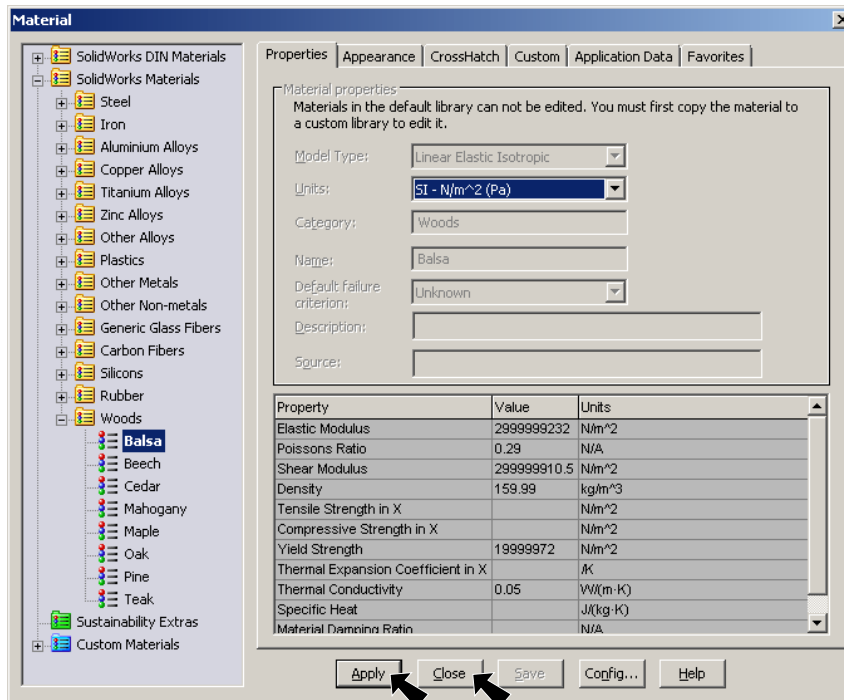 Material
SolidWorks DIN Materials
SolidWorks Materials
Steel
Iron
Aluminium Alloys
Copper Alloys
Titanium Alloys
Zinc Alloys
Other Alloys
Plastics
Other Metals
Other Non-metals
Generic Glass Fibers
Carbon Fibers
Silicons
Rubber
Woods
Balsa
Beech
Cedar
Mahogany
Maple
Oak
Pine
Teak
Sustainability Extras
Custom Materials
Properties Appearance CrossHatch Custom Application Data Favorites
Material properties
Materials in the default library can not be edited. You must first copy the material to
a custom library to edit it.
Model Type: Linear Elastic Isotropic
Units: SI - N/m^2 (Pa)
Category: Woods
Name: Balsa
Default failure
criterion: Unknown
Description:
Source:
Property Value Units
Elastic Modulus 2999999232 N/m^2
Poissons Ratio 0.29 N/A
Shear Modulus 299999910.5 N/m^2
Density 159.99 kg/m^3
Tensile Strength in X N/m^2
Compressive Strength in X N/m^2
Yield Strength 19999972 N/m^2
Thermal Expansion Coefficient in X /K
Thermal Conductivity 0.05 W/(m·K)
Specific Heat J/(kg·K)
Material Damping Ratio N/A
Apply Close Save Config... Help